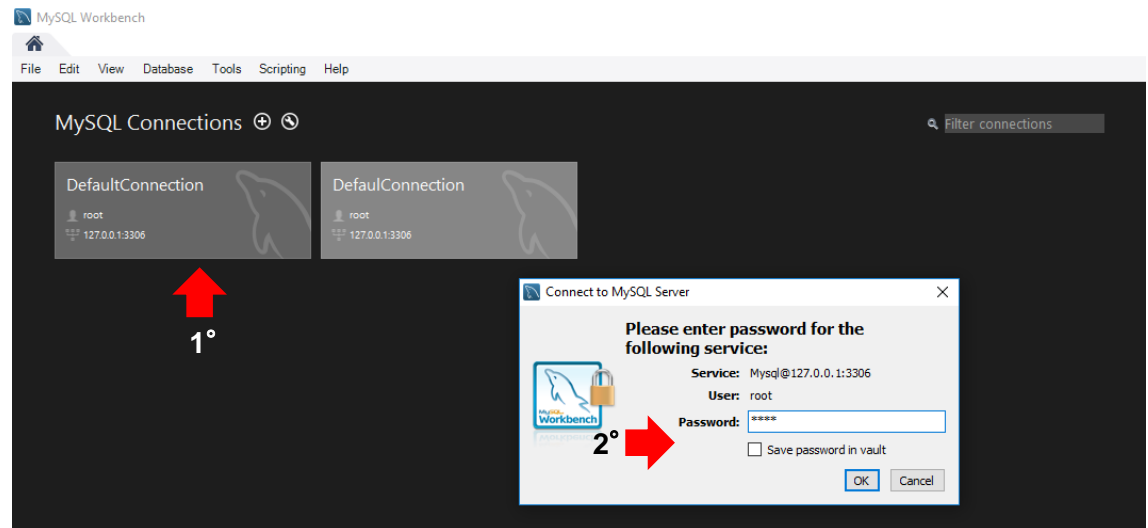 MySQL Workbench
File Edit View Database Tools Scripting Help
MySQL Connections
Filter connections
DefaultConnection
root
127.0.0.1:3306
DefaulConnection
root
127.0.0.1:3306
1°
Connect to MySQL Server
Please enter password for the
following service:
Service: Mysql@127.0.0.1:3306
User: root
Password: ****
MySQL
Workbench
2°
Save password in vault
OK Cancel